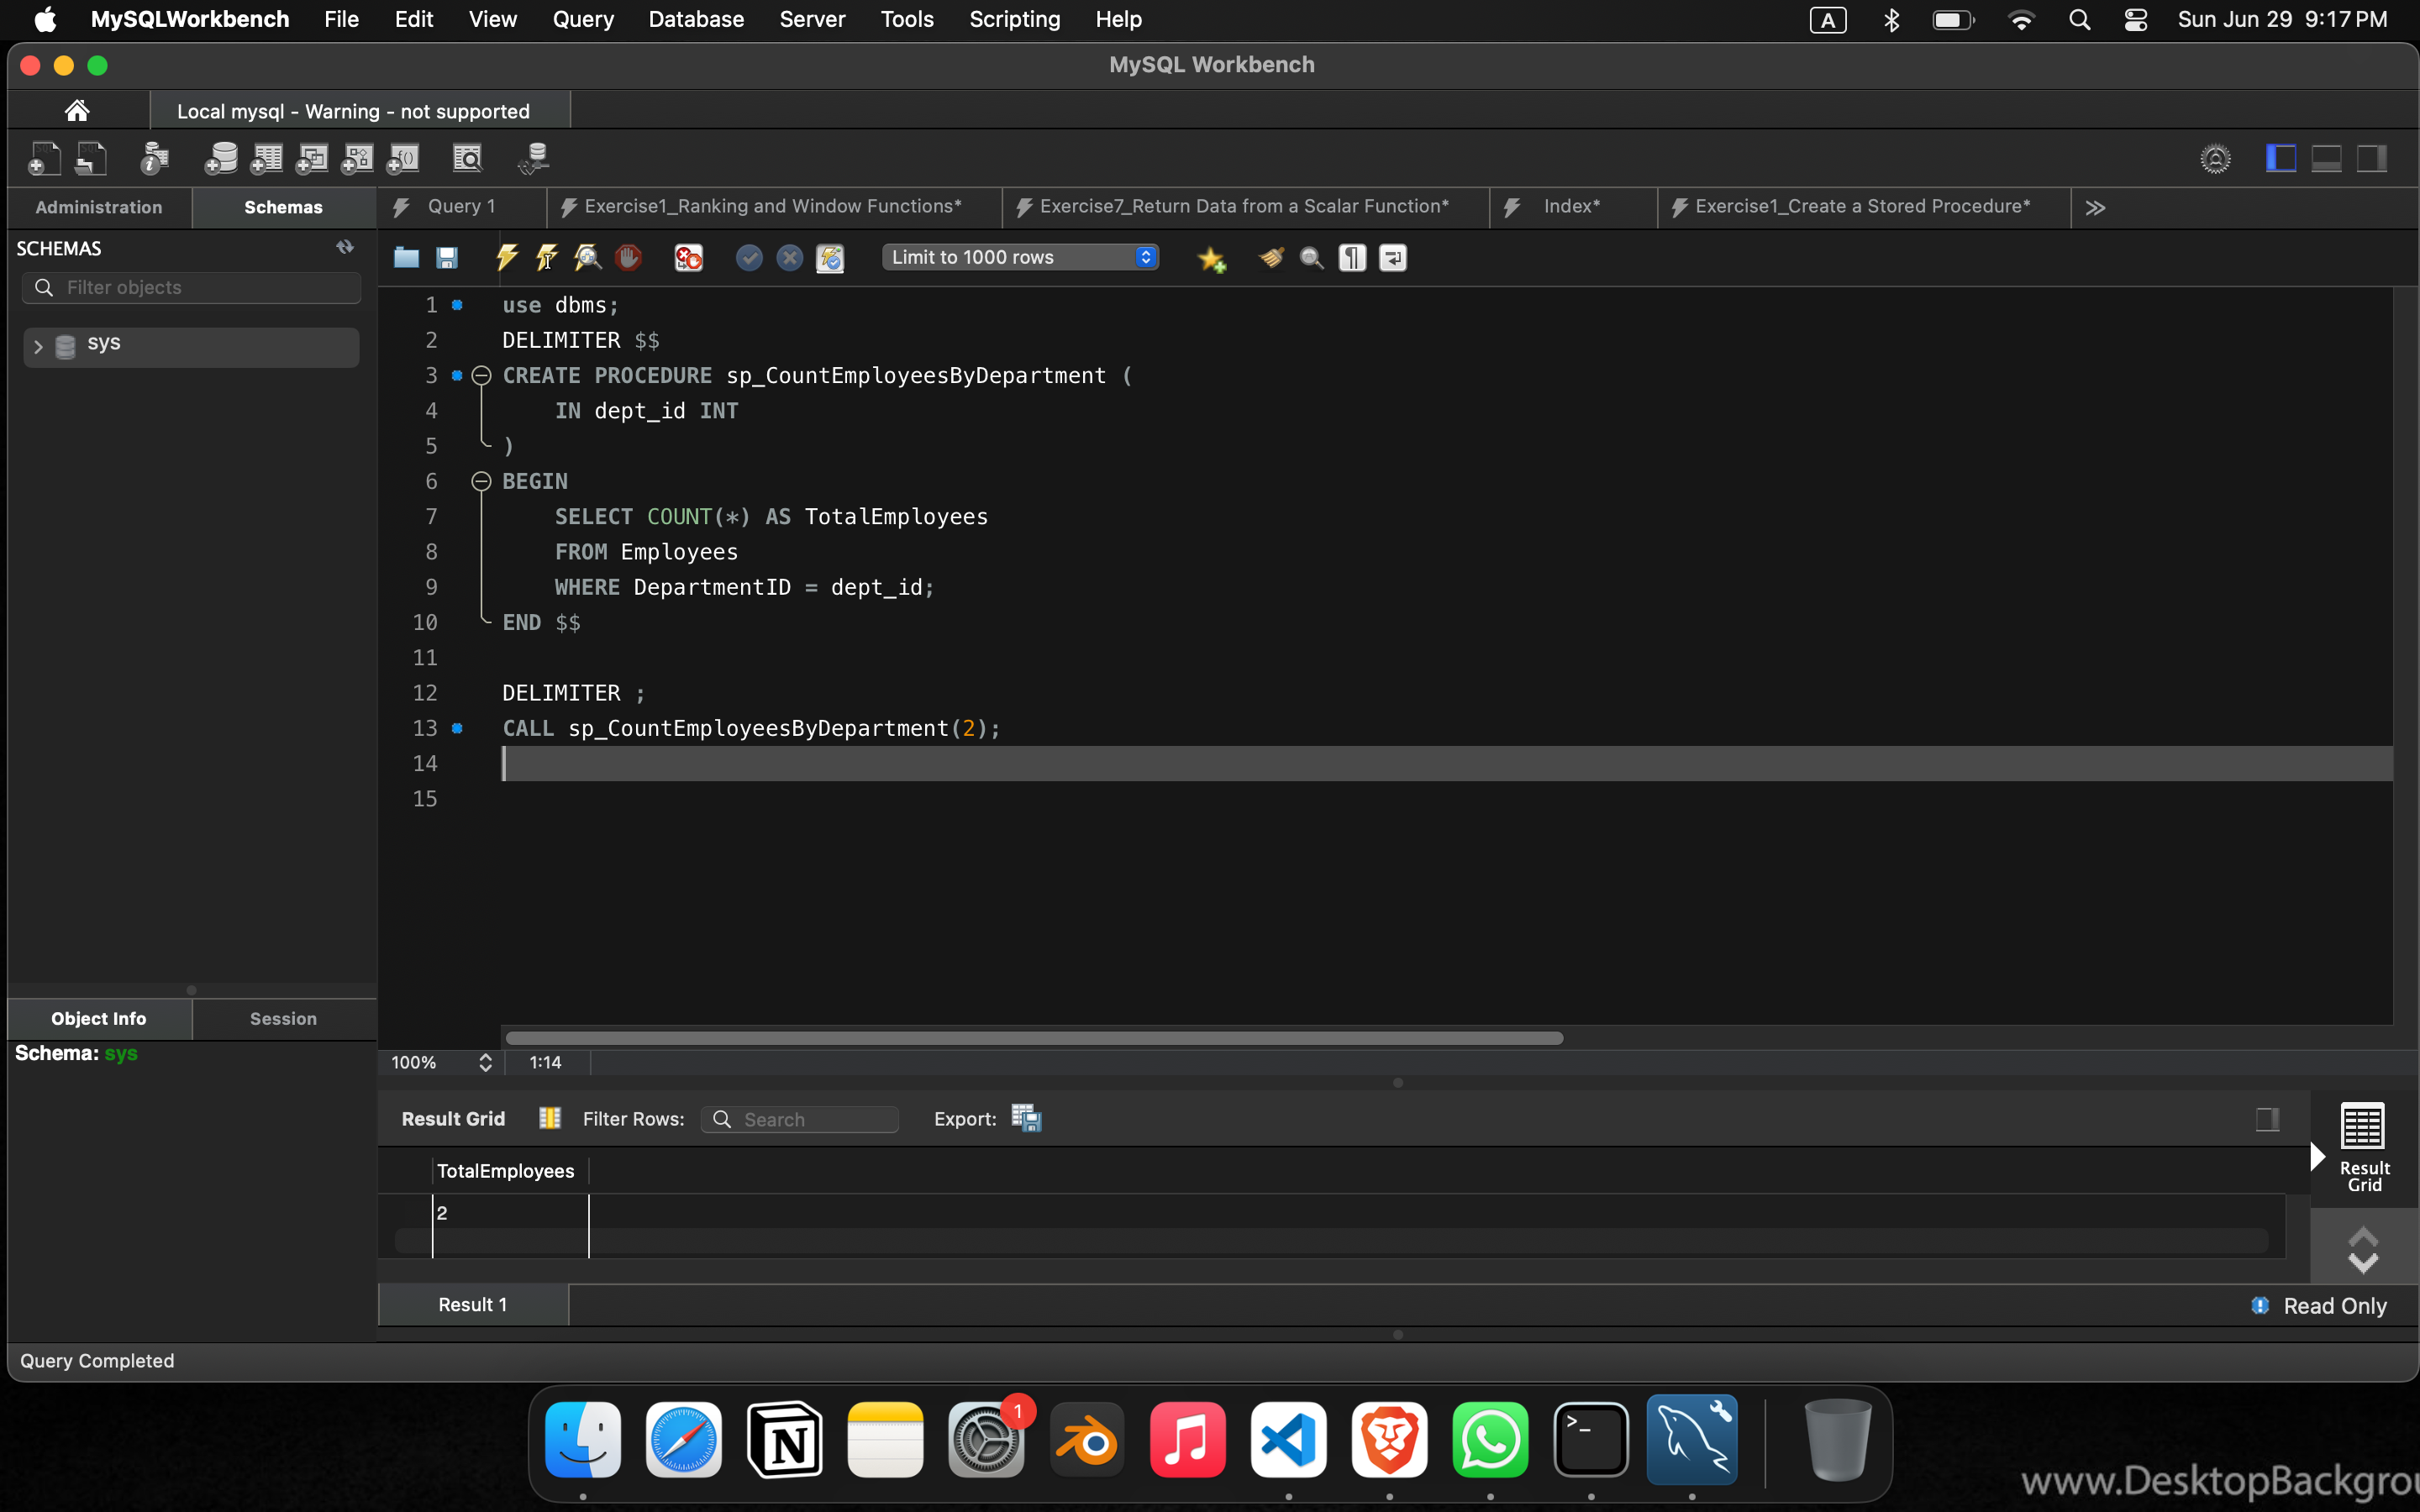 MySQLWorkbench File Edit View Query Database Server Tools Scripting Help A Sun Jun 29 9:17 PM
MySQL Workbench
Local mysql - Warning - not supported
Administration Schemas Query 1 Exercise1_Ranking and Window Functions* Exercise7_Return Data from a Scalar Function* Index* Exercise1_Create a Stored Procedure*
SCHEMAS
Limit to 1000 rows
Filter objects
sys
1 use dbms;
2 DELIMITER $$
3 CREATE PROCEDURE sp_CountEmployeesByDepartment (
4 IN dept_id INT
5 )
6 BEGIN
7 SELECT COUNT(*) AS TotalEmployees
8 FROM Employees
9 WHERE DepartmentID = dept_id;
10 END $$
11
12 DELIMITER ;
13 CALL sp_CountEmployeesByDepartment(2);
14
15
Object Info Session
Schema: sys
100% 1:14
Result Grid Filter Rows: Search Export:
TotalEmployees
2
Result
Grid
Result 1 Read Only
Query Completed
1
www.DesktopBackgrou